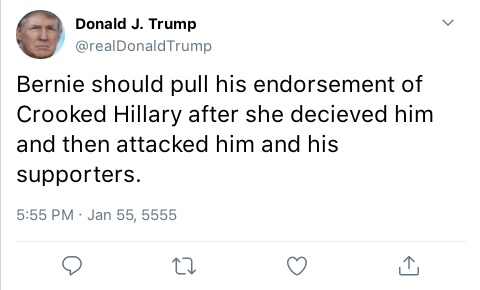 Donald J. Trump
@realDonaldTrump
Bernie should pull his endorsement of
Crooked Hillary after she decieved him
and then attacked him and his
supporters.
5:55 PM · Jan 55, 5555